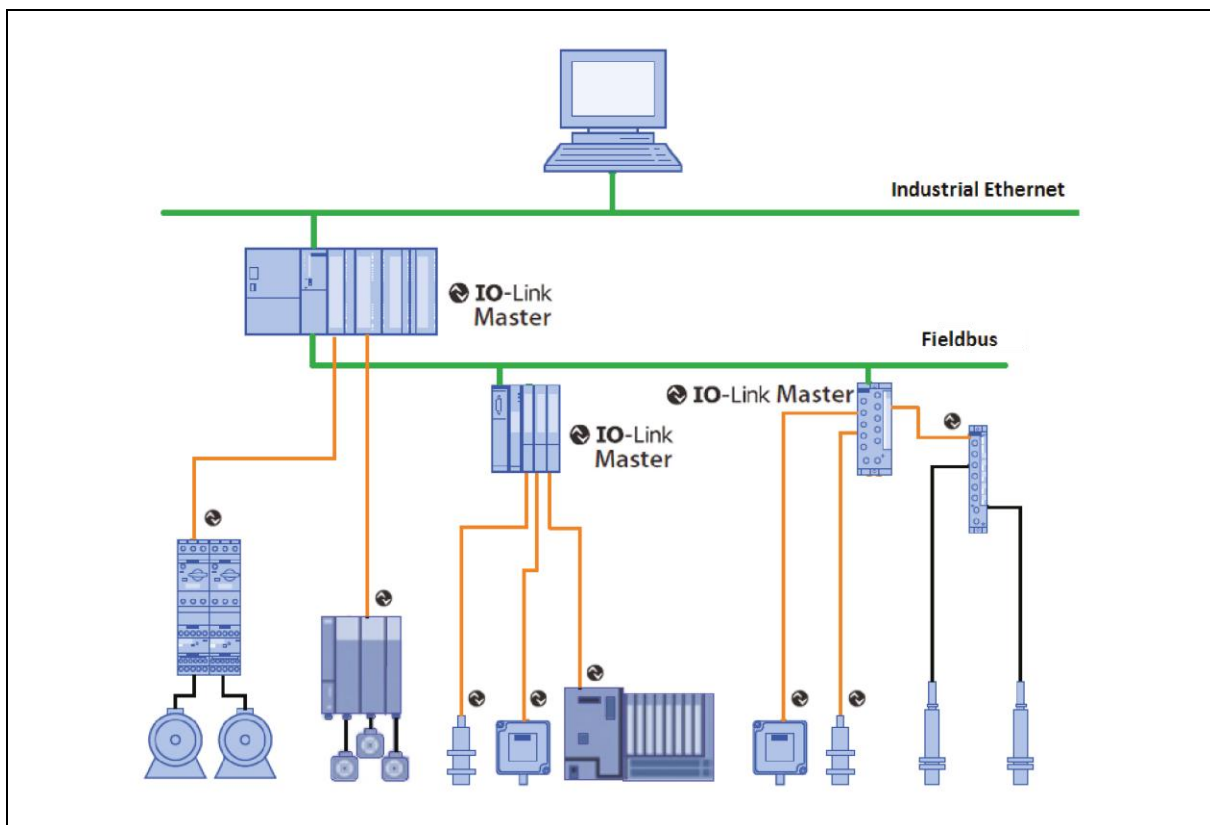 Industrial Ethernet
IO-Link
Master
Fieldbus
IO-Link Master
IO-Link
Master